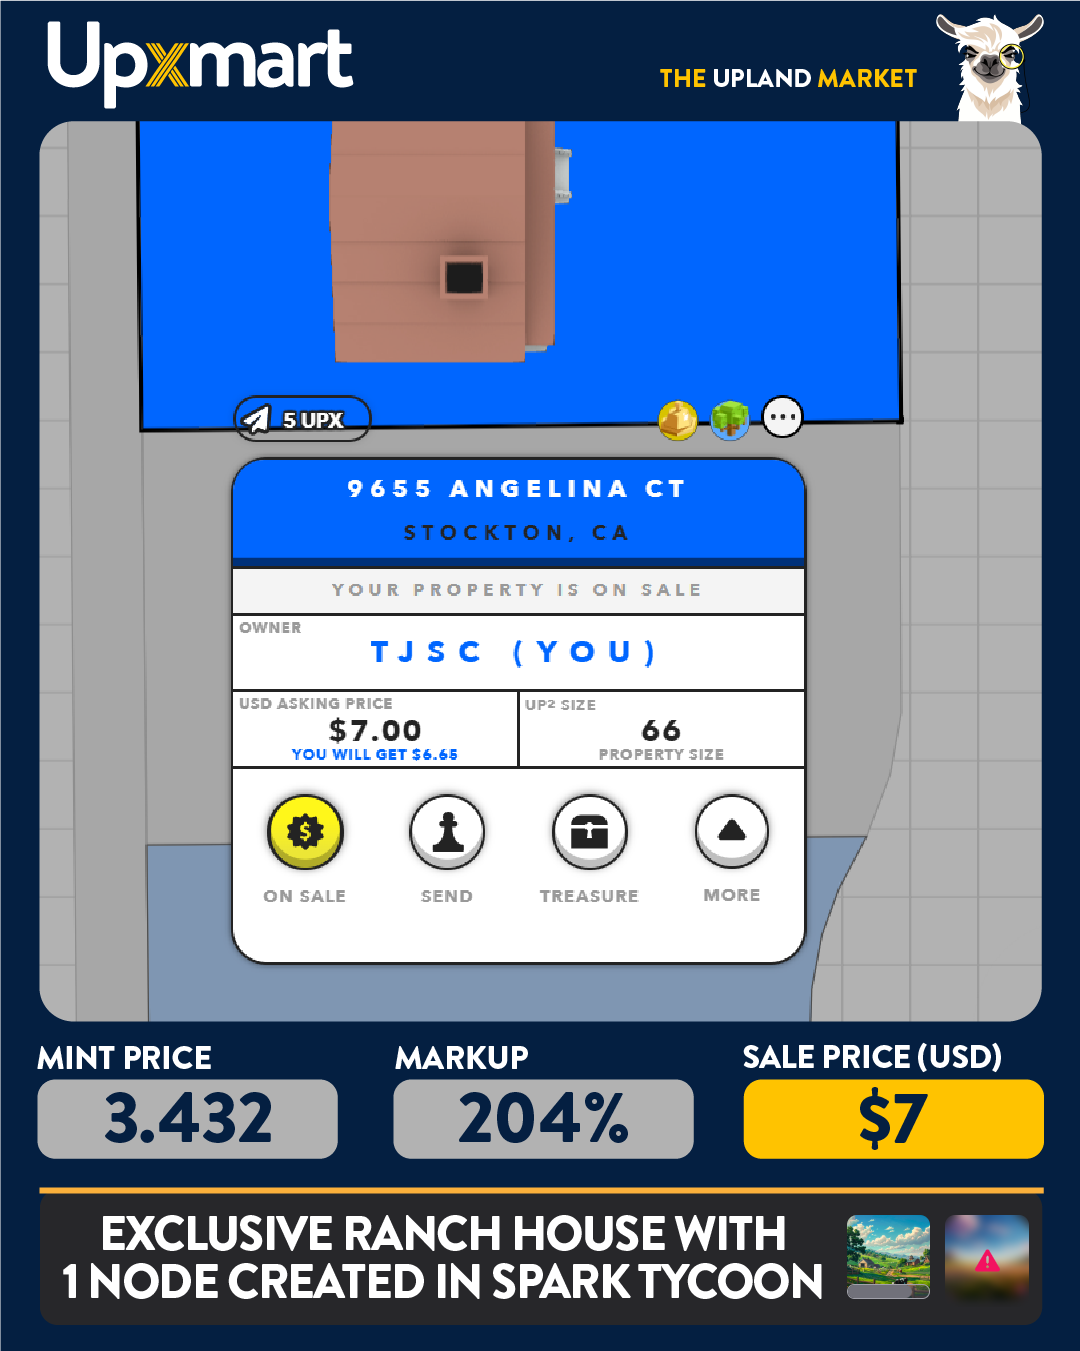 Upxmart
THE UPLAND MARKET
5 UPX
9655 ANGELINA CT
STOCKTON, CA
YOUR PROPERTY IS ON SALE
OWNER
TJSC (YOU)
USD ASKING PRICE
$7.00
YOU WILL GET $6.65
UP² SIZE
66
PROPERTY SIZE
ON SALE
SEND
TREASURE
MORE
MINT PRICE
3.432
MARKUP
204%
SALE PRICE (USD)
$7
EXCLUSIVE RANCH HOUSE WITH
1 NODE CREATED IN SPARK TYCOON